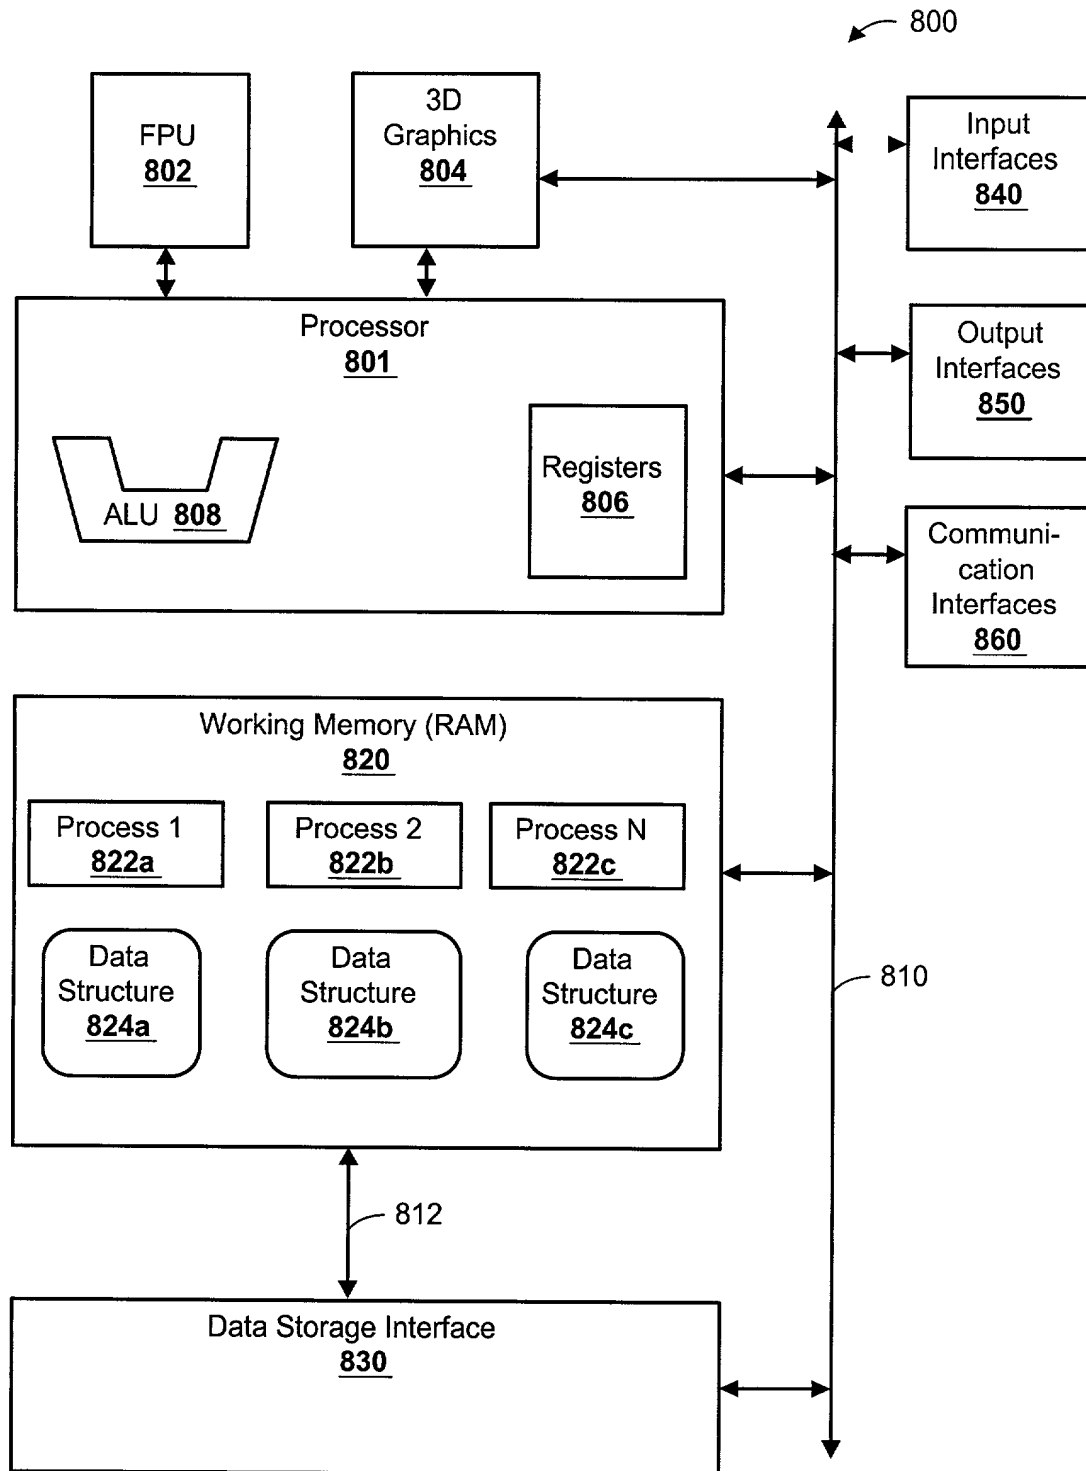 800
FPU
802
3D
Graphics
804
Input
Interfaces
840
Processor
801
Output
Interfaces
850
ALU 808
Registers
806
Communi-
cation
Interfaces
860
Working Memory (RAM)
820
Process 1
822a
Process 2
822b
Process N
822c
Data
Structure
824a
Data
Structure
824b
Data
Structure
824c
810
812
Data Storage Interface
830